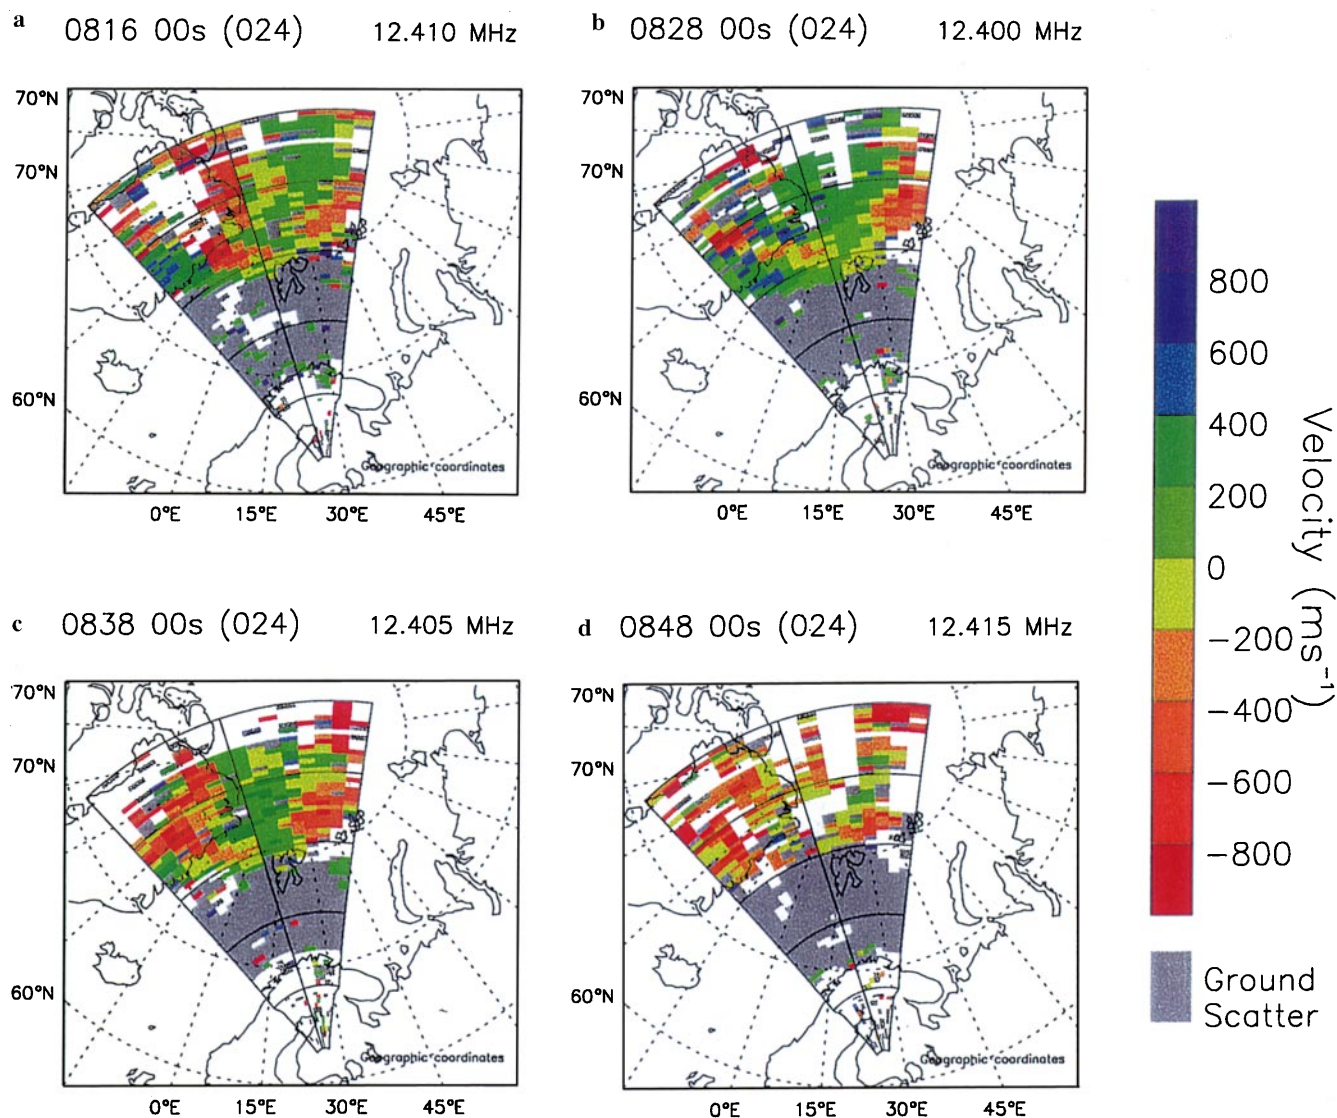 a 0816 00s (024) 12.410 MHz
70°N
70°N
60°N
0°E 15°E 30°E 45°E
Geographic coordinates
b 0828 00s (024) 12.400 MHz
70°N
70°N
60°N
0°E 15°E 30°E 45°E
Geographic coordinates
c 0838 00s (024) 12.405 MHz
70°N
70°N
60°N
0°E 15°E 30°E 45°E
Geographic coordinates
d 0848 00s (024) 12.415 MHz
70°N
70°N
60°N
0°E 15°E 30°E 45°E
Geographic coordinates
800
600
400
200
0
-200
-400
-600
-800
Velocity (ms⁻¹)
Ground
Scatter